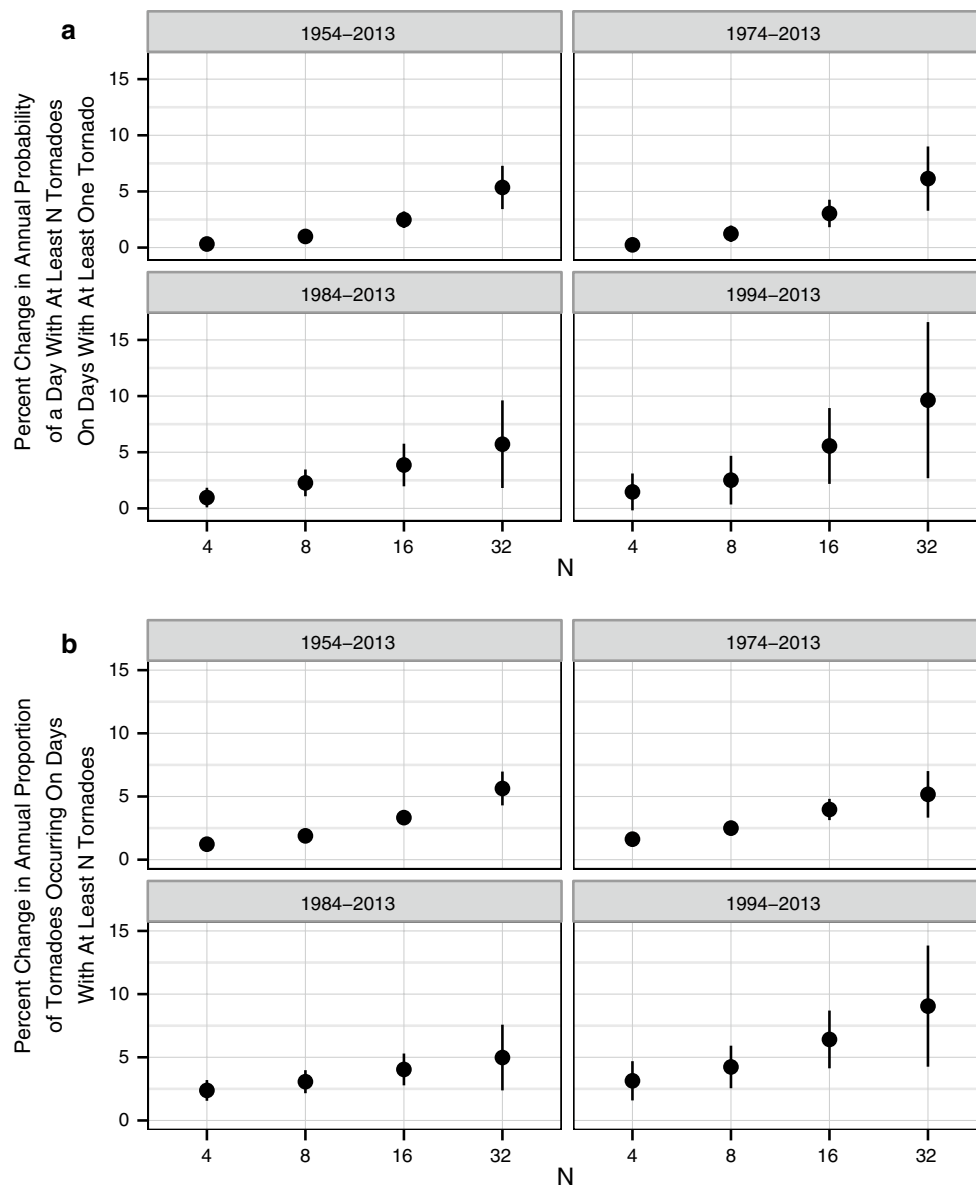 a
Percent Change in Annual Probability
of a Day With At Least N Tornadoes
On Days With At Least One Tornado
1954–2013
1974–2013
15
10
5
0
1984–2013
1994–2013
15
10
5
0
4 8 16 32
4 8 16 32
N
b
Percent Change in Annual Proportion
of Tornadoes Occurring On Days
With At Least N Tornadoes
1954–2013
1974–2013
15
10
5
0
1984–2013
1994–2013
15
10
5
0
4 8 16 32
4 8 16 32
N